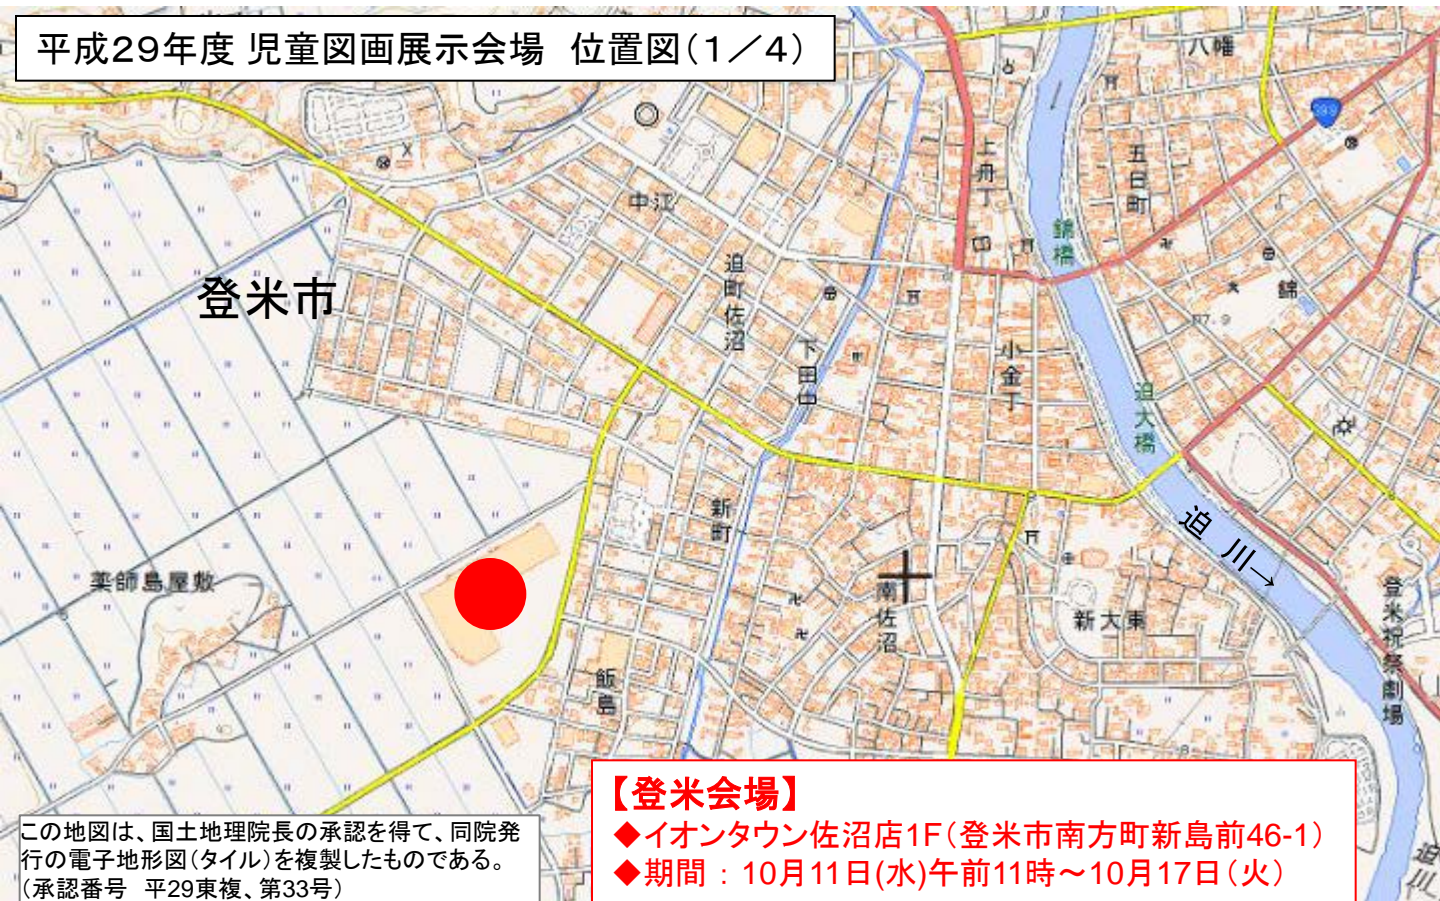 平成29年度 児童図画展示会場　位置図(1／4)
八幡
上舟丁
五日町
中江
錦橋
迫町佐沼
登米市
錦
7.9
下田中
小金丁
迫大橋
新町
迫 川→
薬師島屋敷
南佐沼
新大東
登米祝祭劇場
飯島
【登米会場】
◆イオンタウン佐沼店1F(登米市南方町新島前46-1)
◆期間 : 10月11日(水)午前11時～10月17日(火)
この地図は、国土地理院長の承認を得て、同院発
行の電子地形図(タイル)を複製したものである。
(承認番号　平29東複、第33号)
迫川